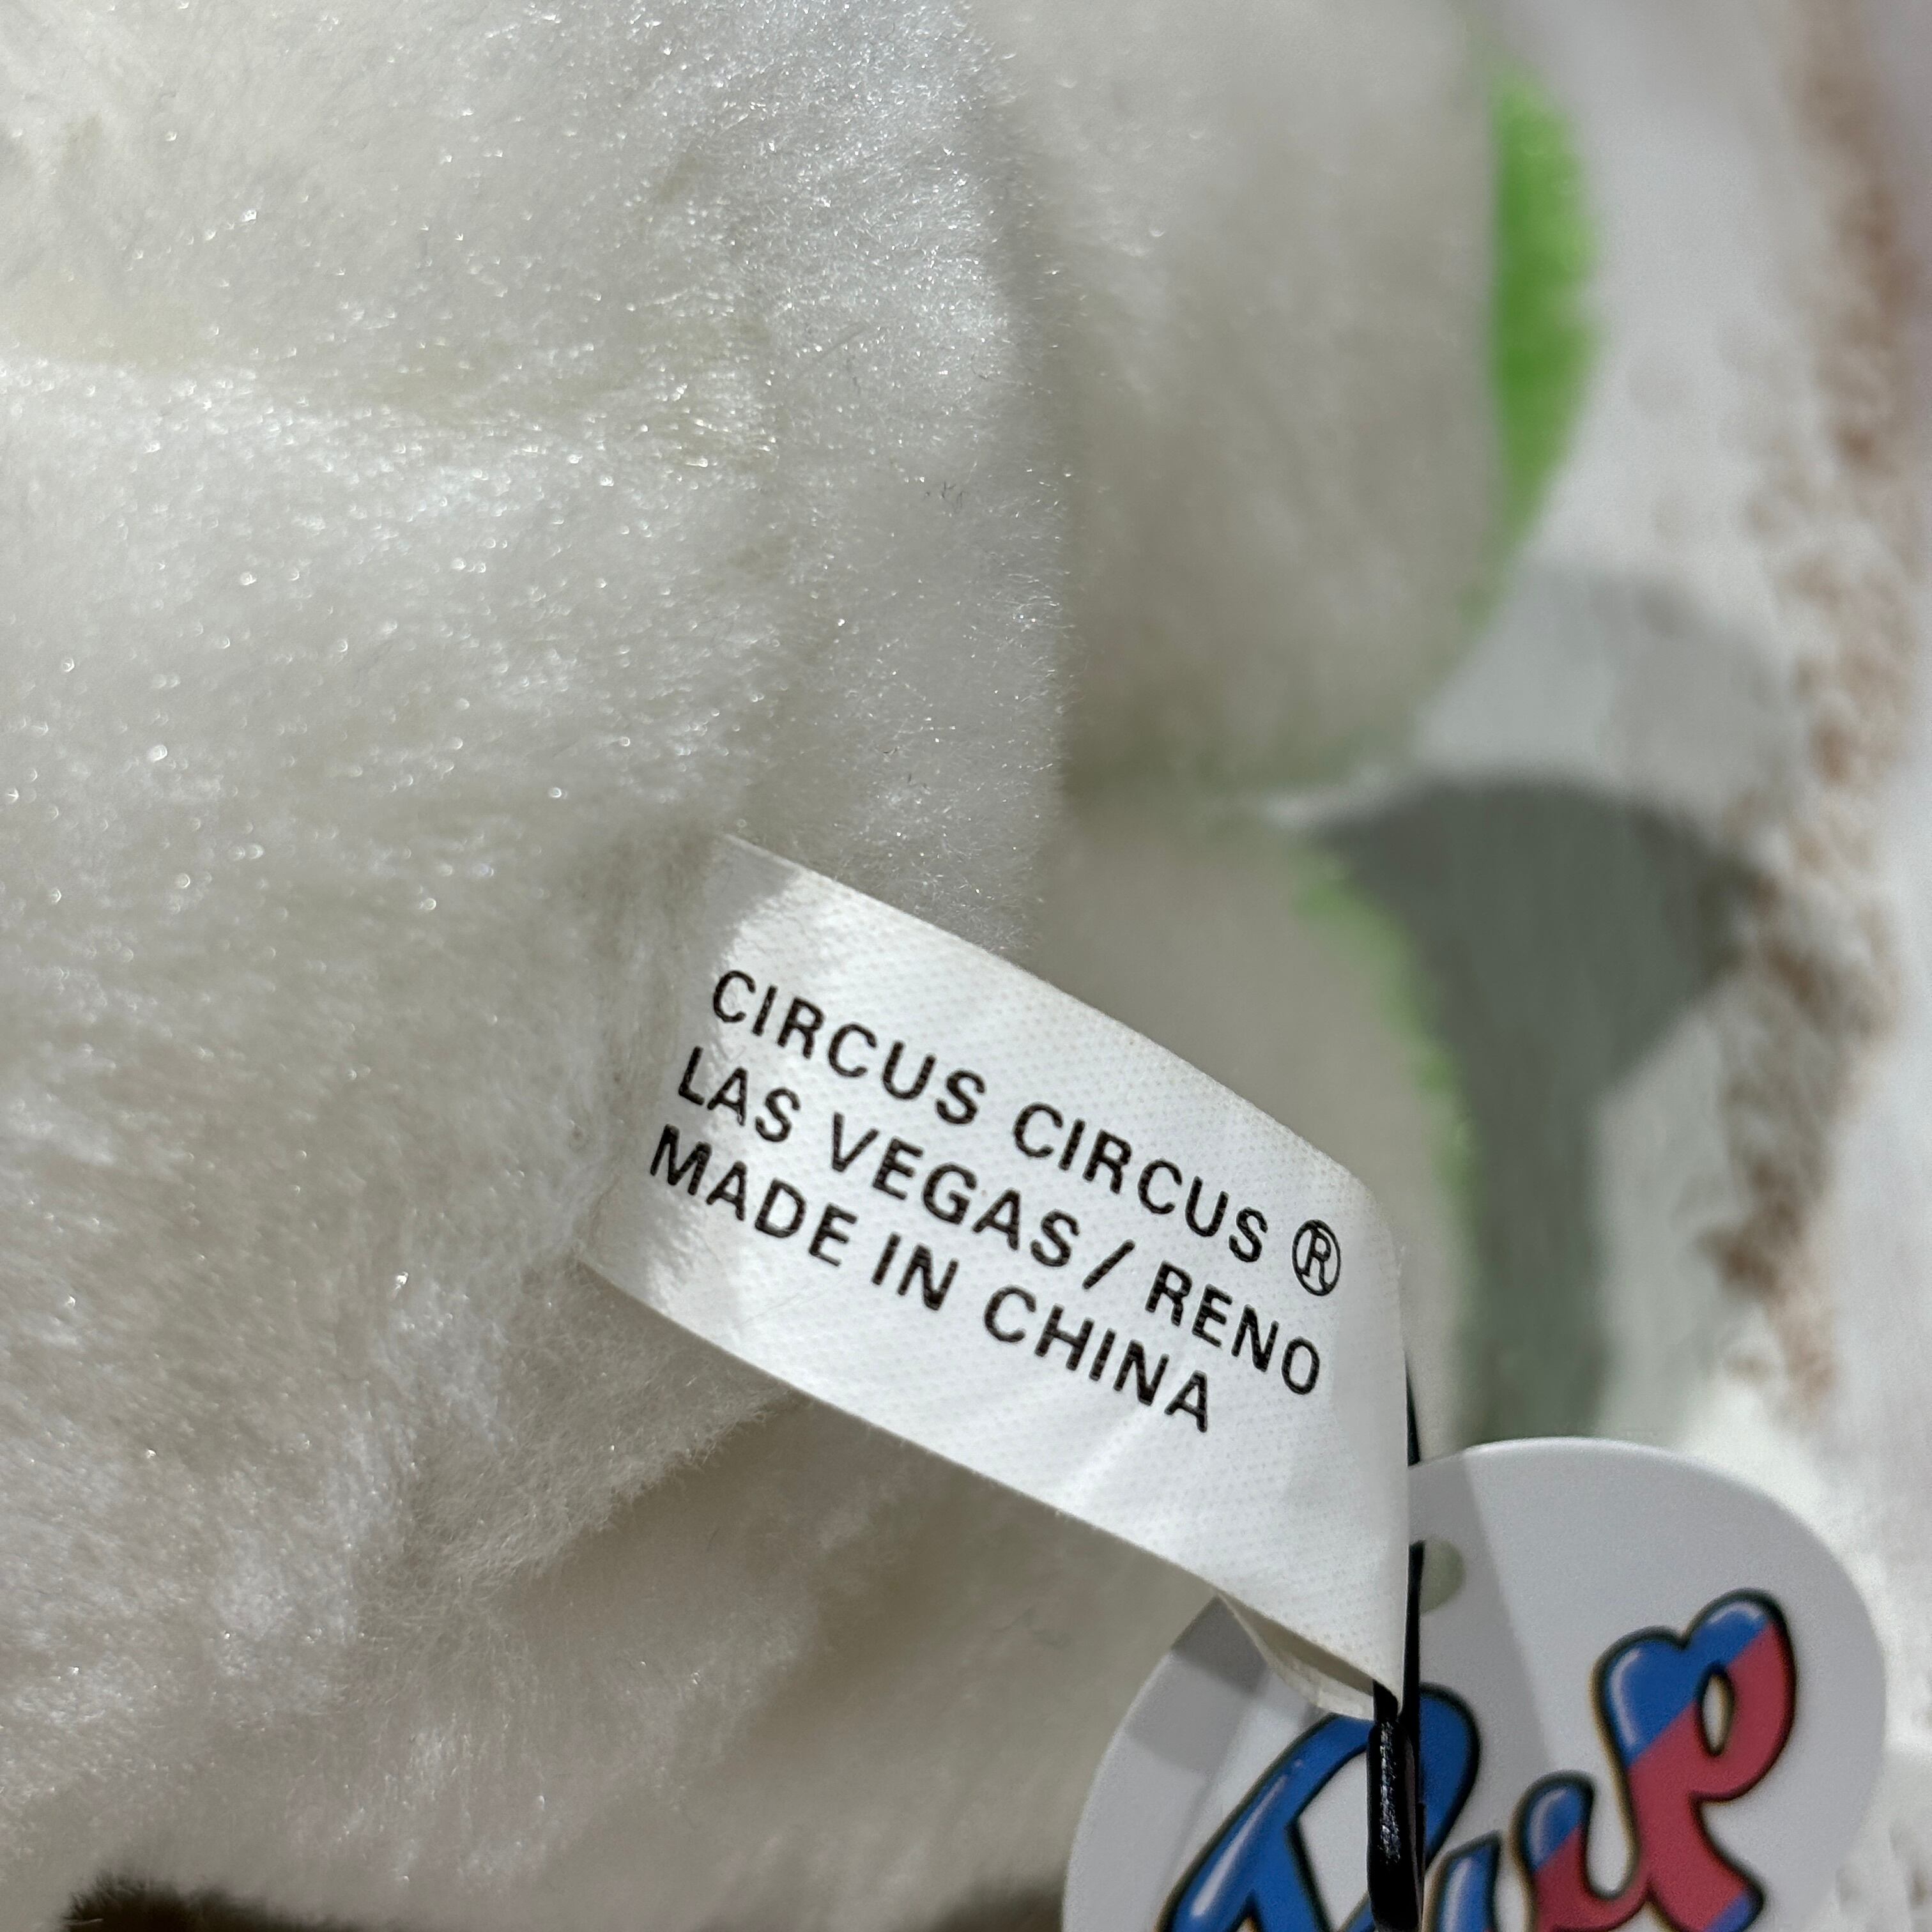 CIRCUS CIRCUS ®
LAS VEGAS / RENO
MADE IN CHINA